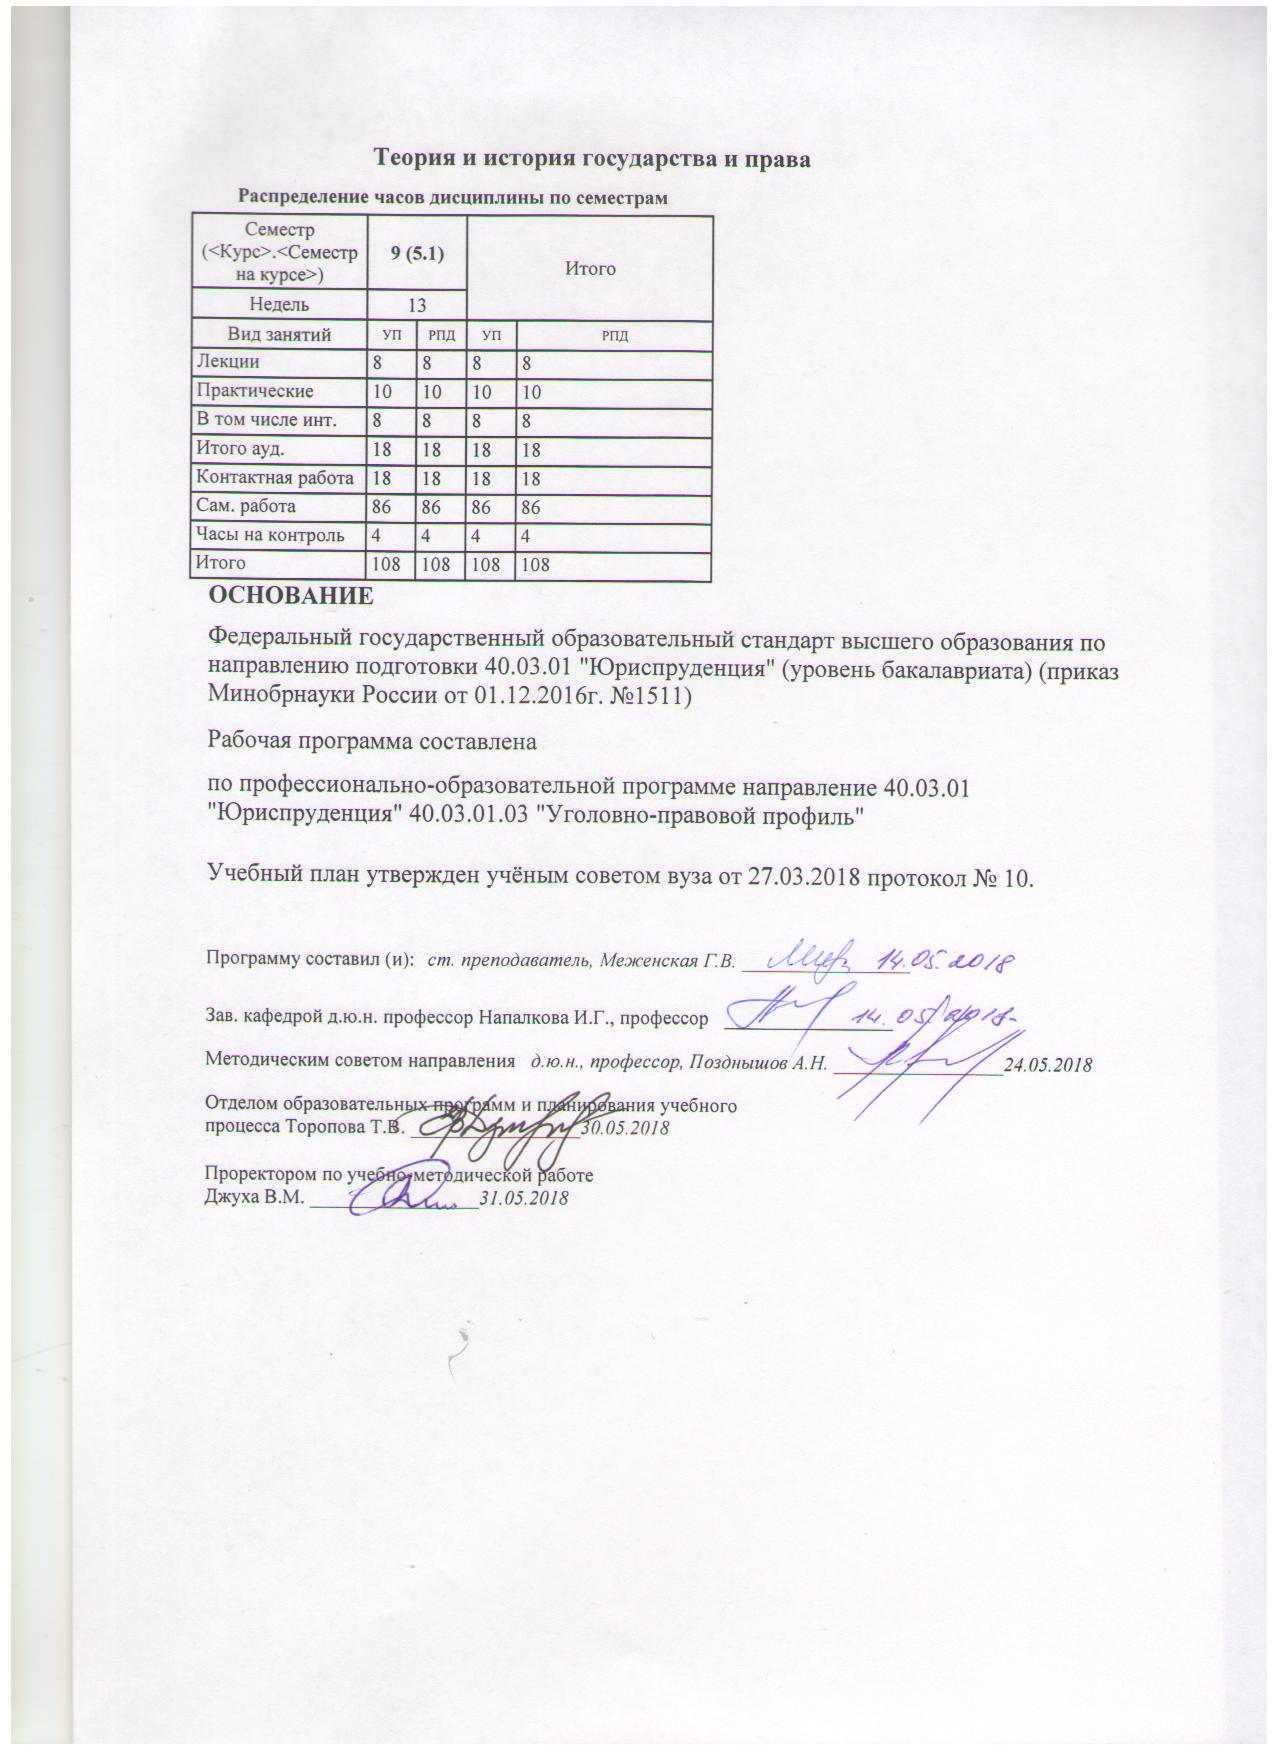 Теория и история государства и права
Распределение часов дисциплины по семестрам
Семестр
(<Курс>.<Семестр
на курсе>)
9 (5.1)
Итого
Недель
13
Вид занятий УП РПД УП РПД
Лекции 8 8 8 8
Практические 10 10 10 10
В том числе инт. 8 8 8 8
Итого ауд. 18 18 18 18
Контактная работа 18 18 18 18
Сам. работа 86 86 86 86
Часы на контроль 4 4 4 4
Итого 108 108 108 108
ОСНОВАНИЕ
Федеральный государственный образовательный стандарт высшего образования по
направлению подготовки 40.03.01 "Юриспруденция" (уровень бакалавриата) (приказ
Минобрнауки России от 01.12.2016г. №1511)
Рабочая программа составлена
по профессионально-образовательной программе направление 40.03.01
"Юриспруденция" 40.03.01.03 "Уголовно-правовой профиль"
Учебный план утвержден учёным советом вуза от 27.03.2018 протокол № 10.
Программу составил (и): ст. преподаватель, Меженская Г.В. 14.05.2018
Зав. кафедрой д.ю.н. профессор Напалкова И.Г., профессор 14.05.2018
Методическим советом направления д.ю.н., профессор, Позднышов А.Н. 24.05.2018
Отделом образовательных программ и планирования учебного
процесса Торопова Т.В. 30.05.2018
Проректором по учебно-методической работе
Джуха В.М. 31.05.2018